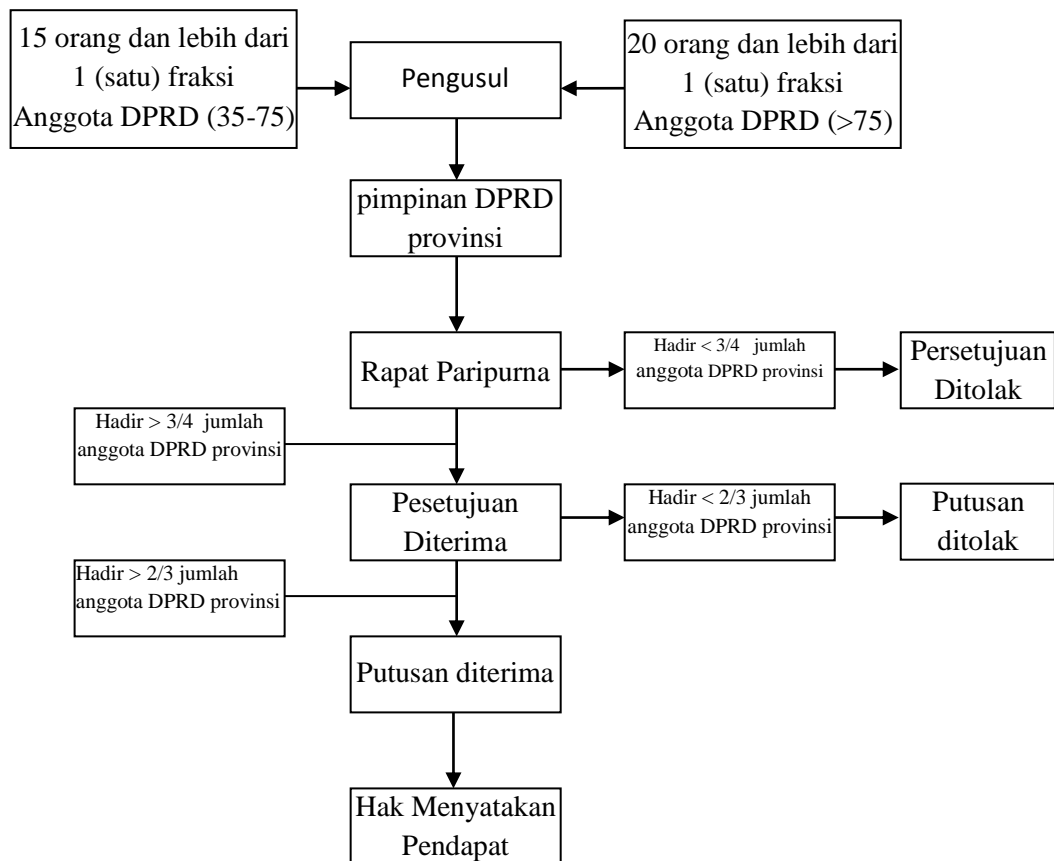 15 orang dan lebih dari
1 (satu) fraksi
Anggota DPRD (35-75)
Pengusul
20 orang dan lebih dari
1 (satu) fraksi
Anggota DPRD (>75)
pimpinan DPRD
provinsi
Rapat Paripurna
Hadir < 3/4 jumlah
anggota DPRD provinsi
Persetujuan
Ditolak
Hadir > 3/4 jumlah
anggota DPRD provinsi
Pesetujuan
Diterima
Hadir < 2/3 jumlah
anggota DPRD provinsi
Putusan
ditolak
Hadir > 2/3 jumlah
anggota DPRD provinsi
Putusan diterima
Hak Menyatakan
Pendapat